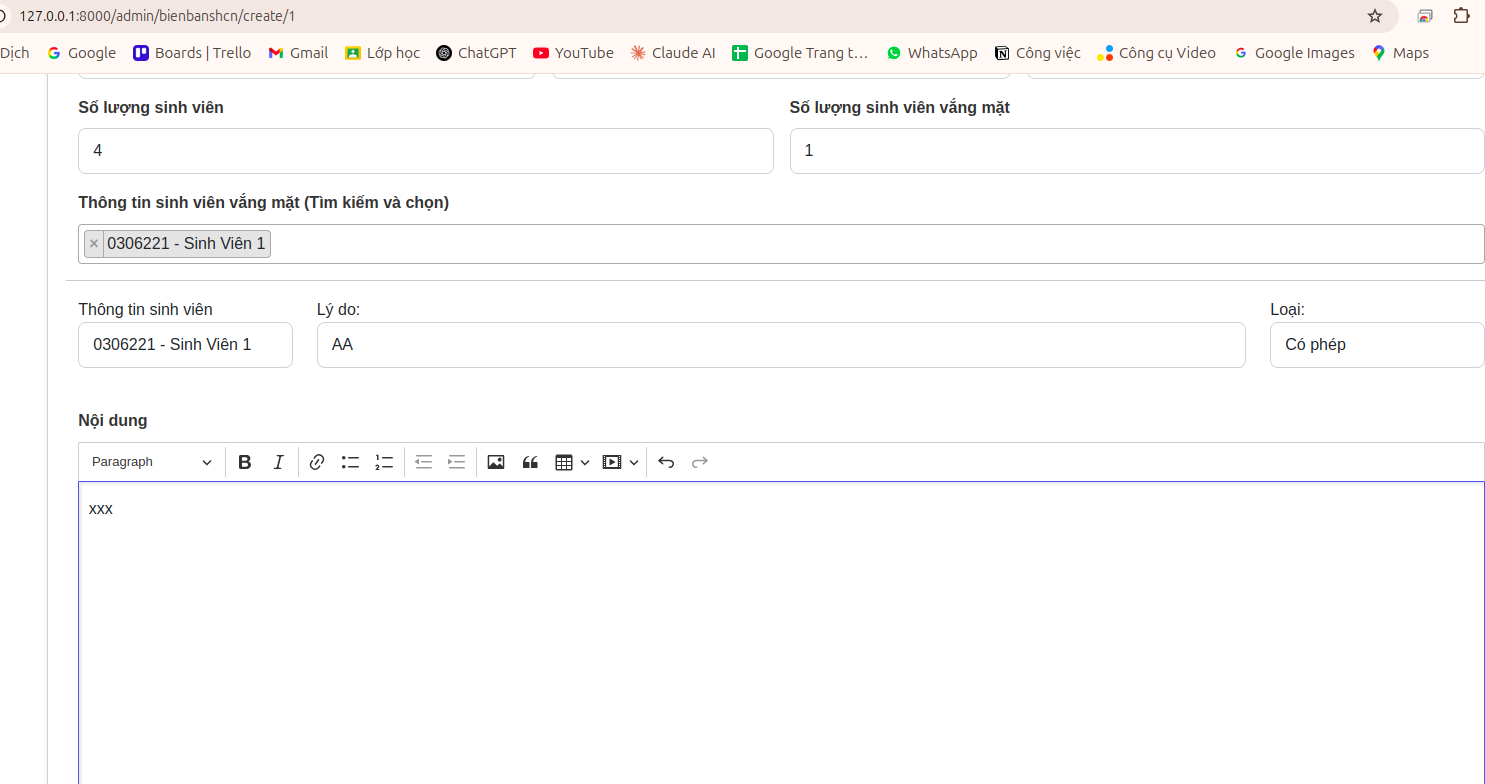 127.0.0.1:8000/admin/bienbanshcn/create/1
Dịch Google Boards | Trello Gmail Lớp học ChatGPT YouTube Claude AI Google Trang t... WhatsApp Công việc Công cụ Video Google Images Maps
Số lượng sinh viên Số lượng sinh viên vắng mặt
4 1
Thông tin sinh viên vắng mặt (Tìm kiếm và chọn)
× 0306221 - Sinh Viên 1
Thông tin sinh viên Lý do: Loại:
0306221 - Sinh Viên 1 AA Có phép
Nội dung
Paragraph B I
xxx